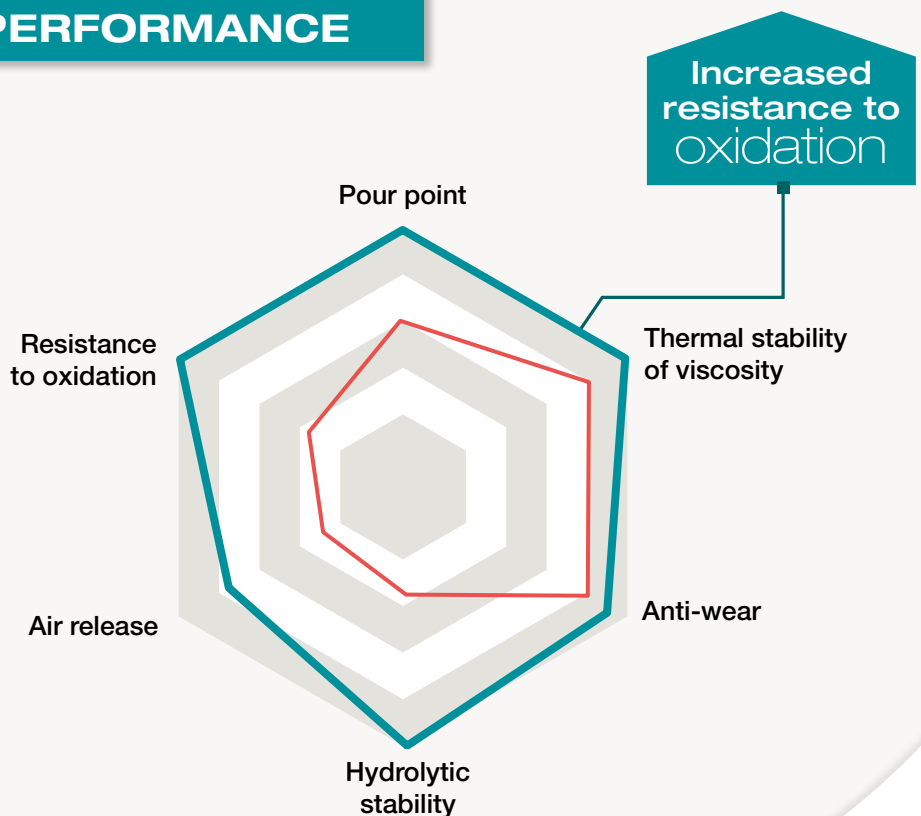 PERFORMANCE
Increased
resistance to
oxidation
Pour point
Resistance
to oxidation
Thermal stability
of viscosity
Air release
Anti-wear
Hydrolytic
stability